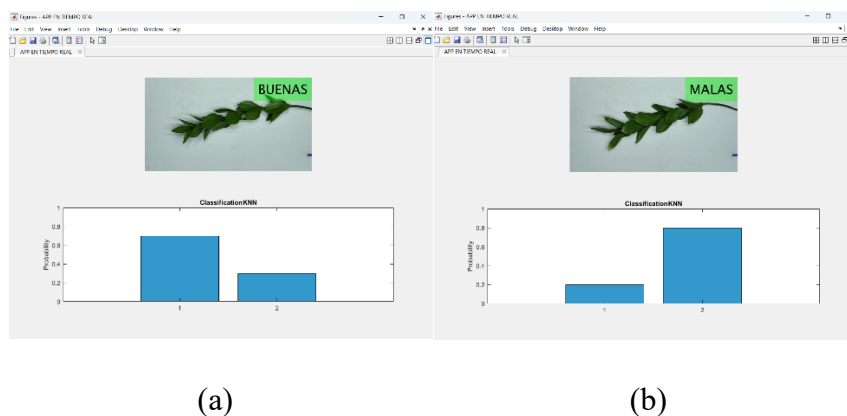 Figures - APP EN TIEMPO REAL
File Edit View Insert Tools Debug Desktop Window Help
APP EN TIEMPO REAL
BUENAS
ClassificationKNN
Probability
1
0.8
0.6
0.4
0.2
0
1 2
(a)
Figures - APP EN TIEMPO REAL
File Edit View Insert Tools Debug Desktop Window Help
APP EN TIEMPO REAL
MALAS
ClassificationKNN
Probability
1
0.8
0.6
0.4
0.2
0
1 2
(b)